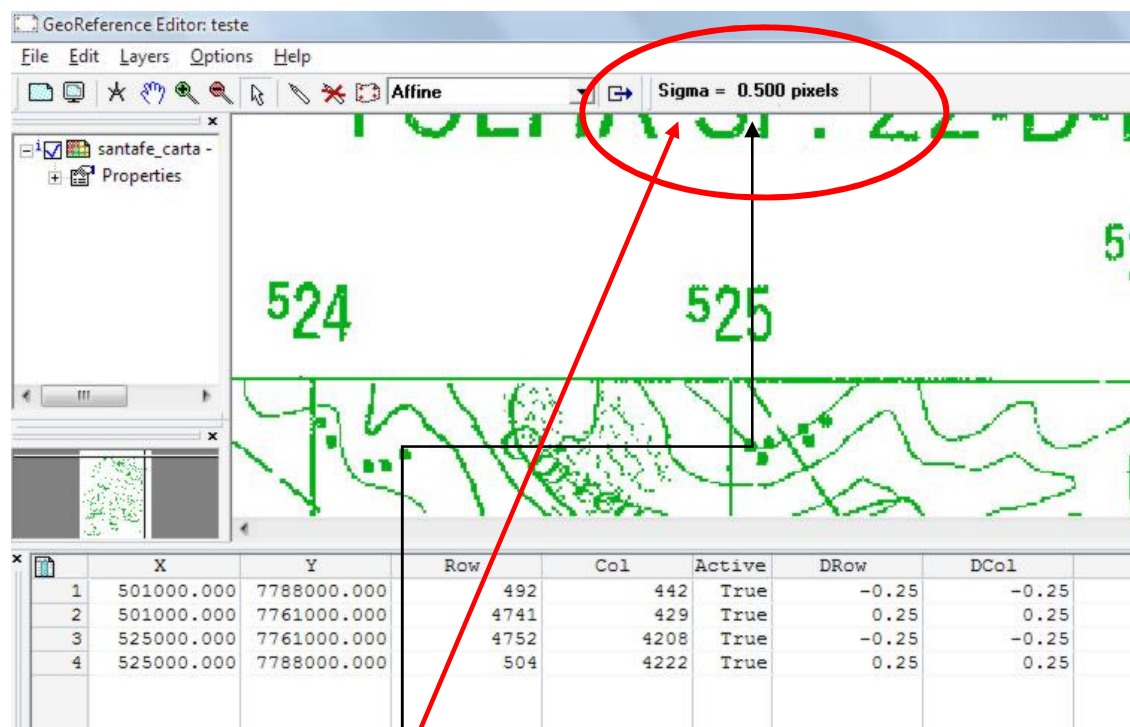 GeoReference Editor: teste
File Edit Layers Options Help
Affine Sigma = 0.500 pixels
santafe_carta -
Properties
524 525 5
X Y Row Col Active DRow DCol
1 501000.000 7788000.000 492 442 True -0.25 -0.25
2 501000.000 7761000.000 4741 429 True 0.25 0.25
3 525000.000 7761000.000 4752 4208 True -0.25 -0.25
4 525000.000 7788000.000 504 4222 True 0.25 0.25